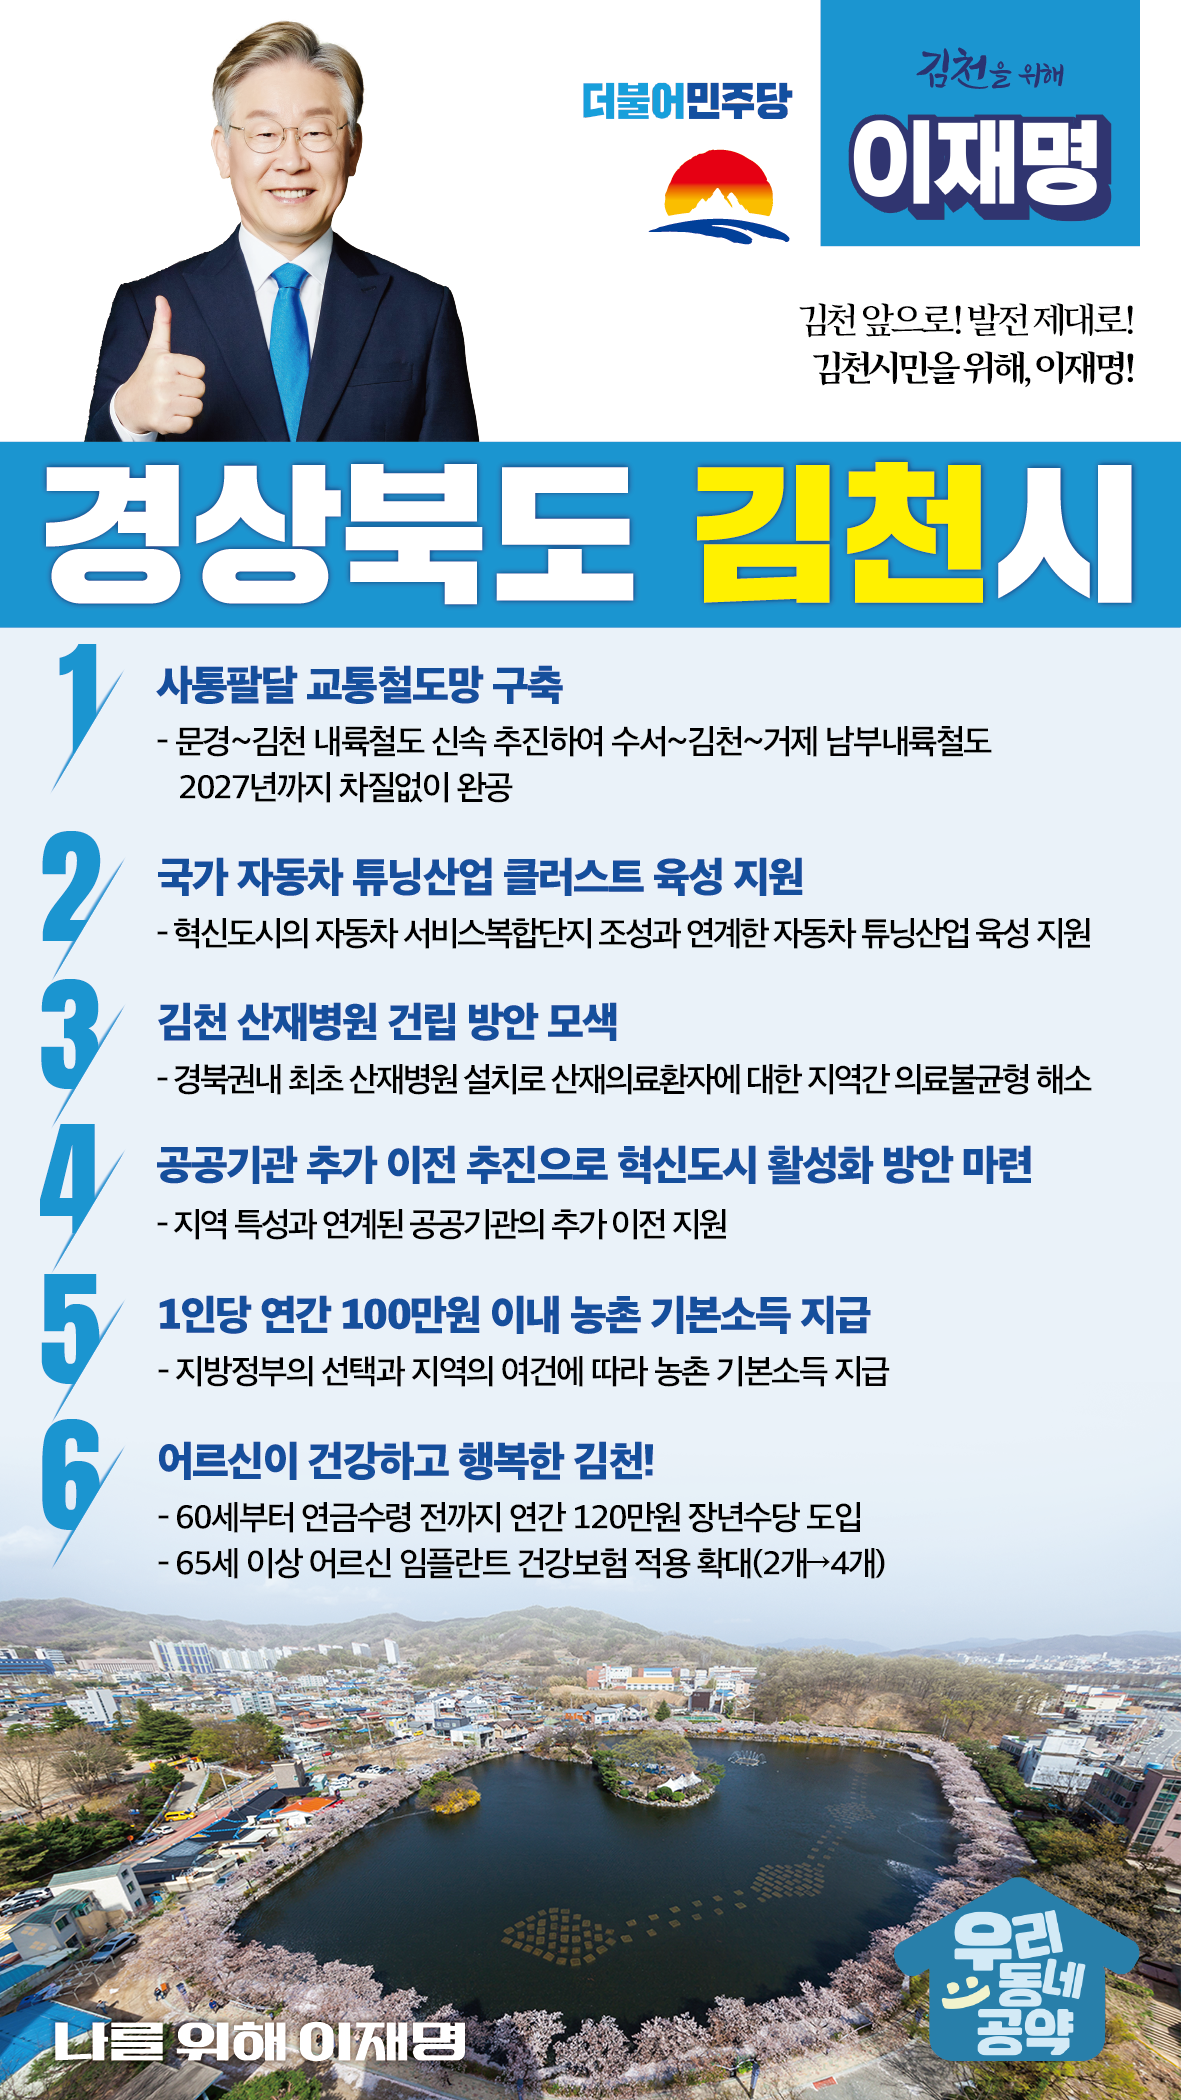 더불어민주당
김천을 위해
이재명
김천 앞으로! 발전 제대로!
김천시민을 위해, 이재명!
경상북도 김천시
1
사통팔달 교통철도망 구축
- 문경~김천 내륙철도 신속 추진하여 수서~김천~거제 남부내륙철도
2027년까지 차질없이 완공
2
국가 자동차 튜닝산업 클러스트 육성 지원
- 혁신도시의 자동차 서비스복합단지 조성과 연계한 자동차 튜닝산업 육성 지원
3
김천 산재병원 건립 방안 모색
- 경북권내 최초 산재병원 설치로 산재의료환자에 대한 지역간 의료불균형 해소
4
공공기관 추가 이전 추진으로 혁신도시 활성화 방안 마련
- 지역 특성과 연계된 공공기관의 추가 이전 지원
5
1인당 연간 100만원 이내 농촌 기본소득 지급
- 지방정부의 선택과 지역의 여건에 따라 농촌 기본소득 지급
6
어르신이 건강하고 행복한 김천!
- 60세부터 연금수령 전까지 연간 120만원 장년수당 도입
- 65세 이상 어르신 임플란트 건강보험 적용 확대(2개→4개)
우리
동네
공약
나를 위해 이재명